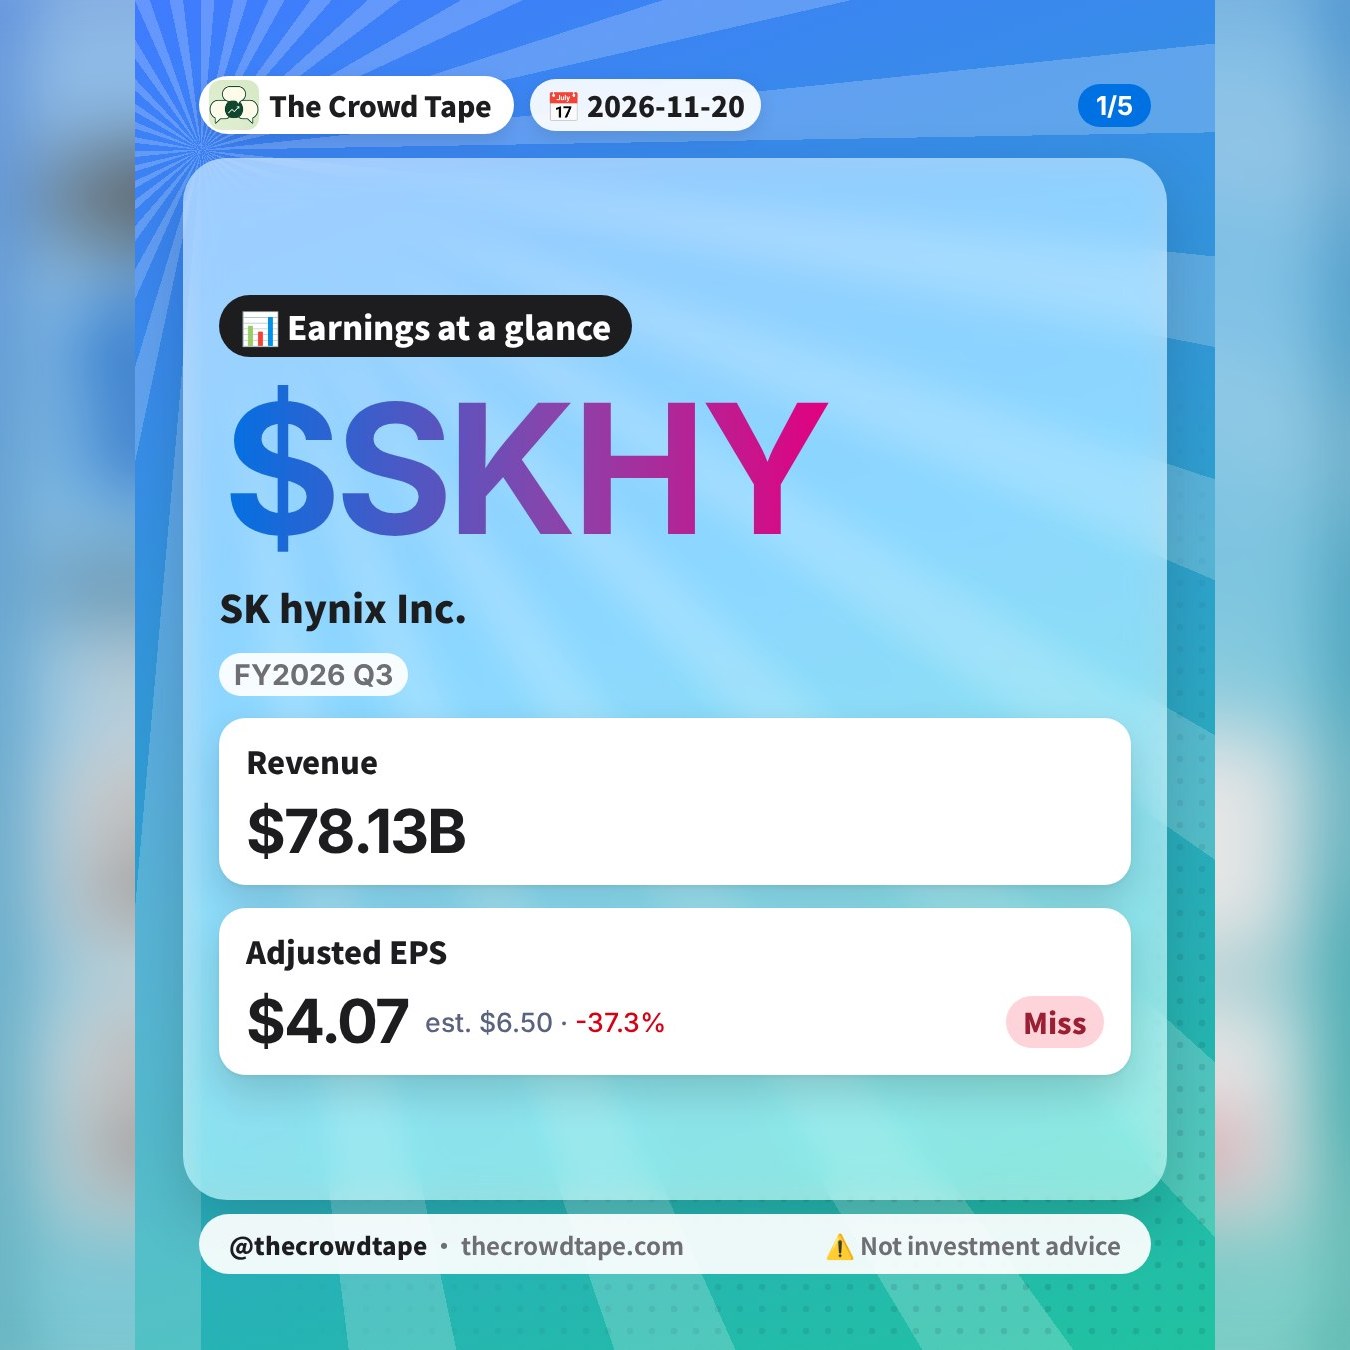 The Crowd Tape
📅 2026-11-20
1/5
📊 Earnings at a glance
$SKHY
SK hynix Inc.
FY2026 Q3
Revenue
$78.13B
Adjusted EPS
$4.07 est. $6.50 · -37.3%
Miss
@thecrowdtape • thecrowdtape.com
⚠️ Not investment advice